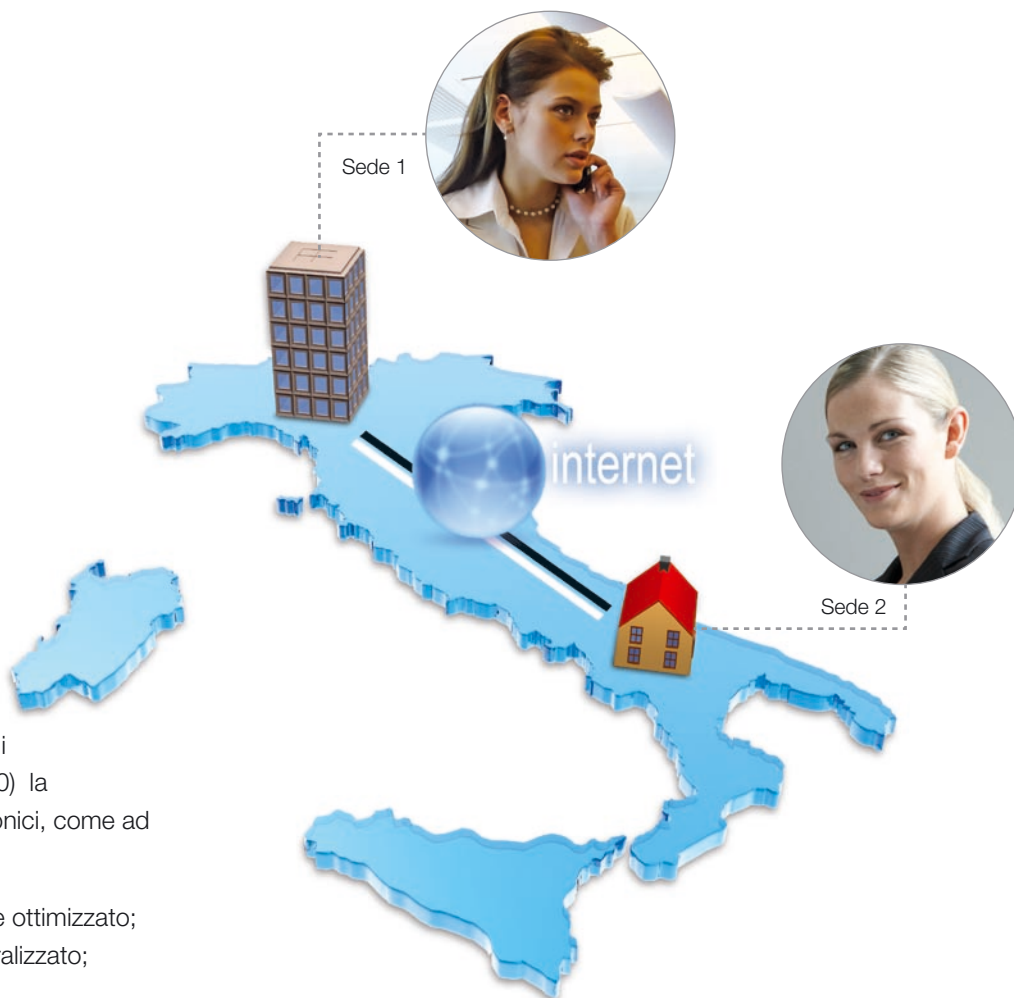 Sede 1
internet
Sede 2
i
0) la
onici, come ad
e ottimizzato;
alizzato;